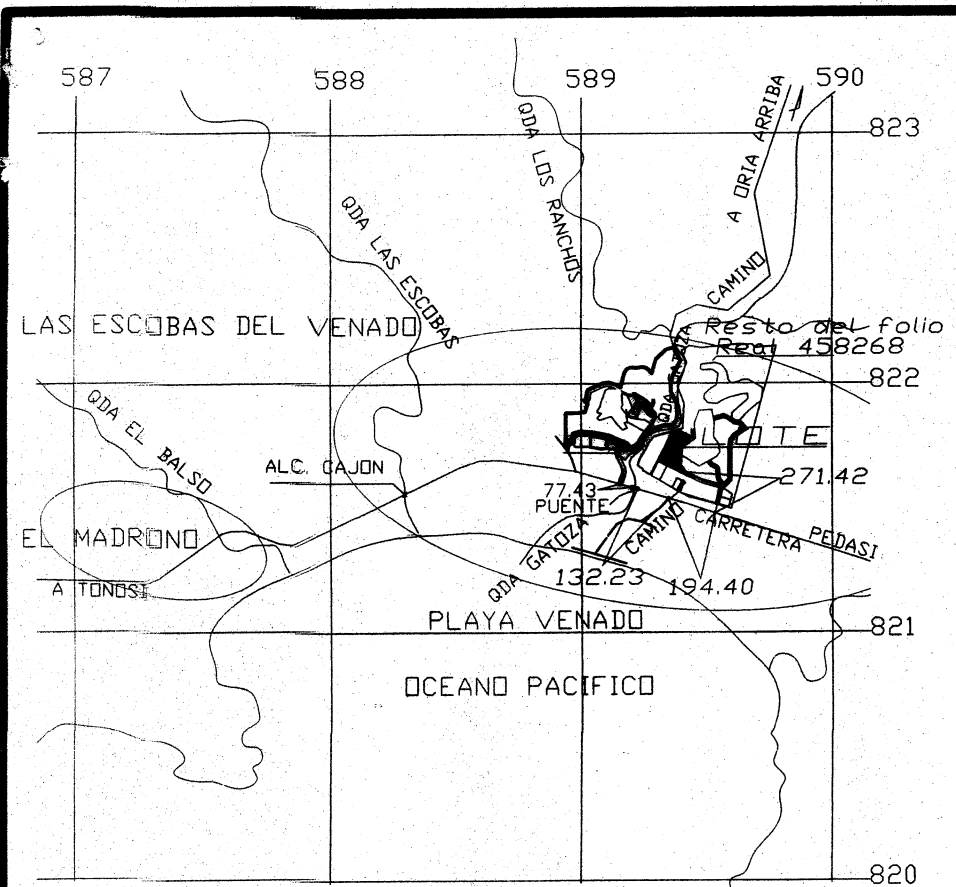 587
588
589
590
823
QDA LOS RANCHOS
A ORIA ARRIBA
QDA LAS ESCOBAS
CAMINO
LAS ESCOBAS DEL VENADO
Resto del folio
Real 458268
822
QDA GATOZA
QDA EL BALSO
LOTE
ALC. CAJON
271.42
77.43
PUENTE
EL MADRONO
CAMINO
CARRETERA PEDASI
QDA GATOZA
A TONOSI
132.23
194.40
PLAYA VENADO
821
OCEANO PACIFICO
820